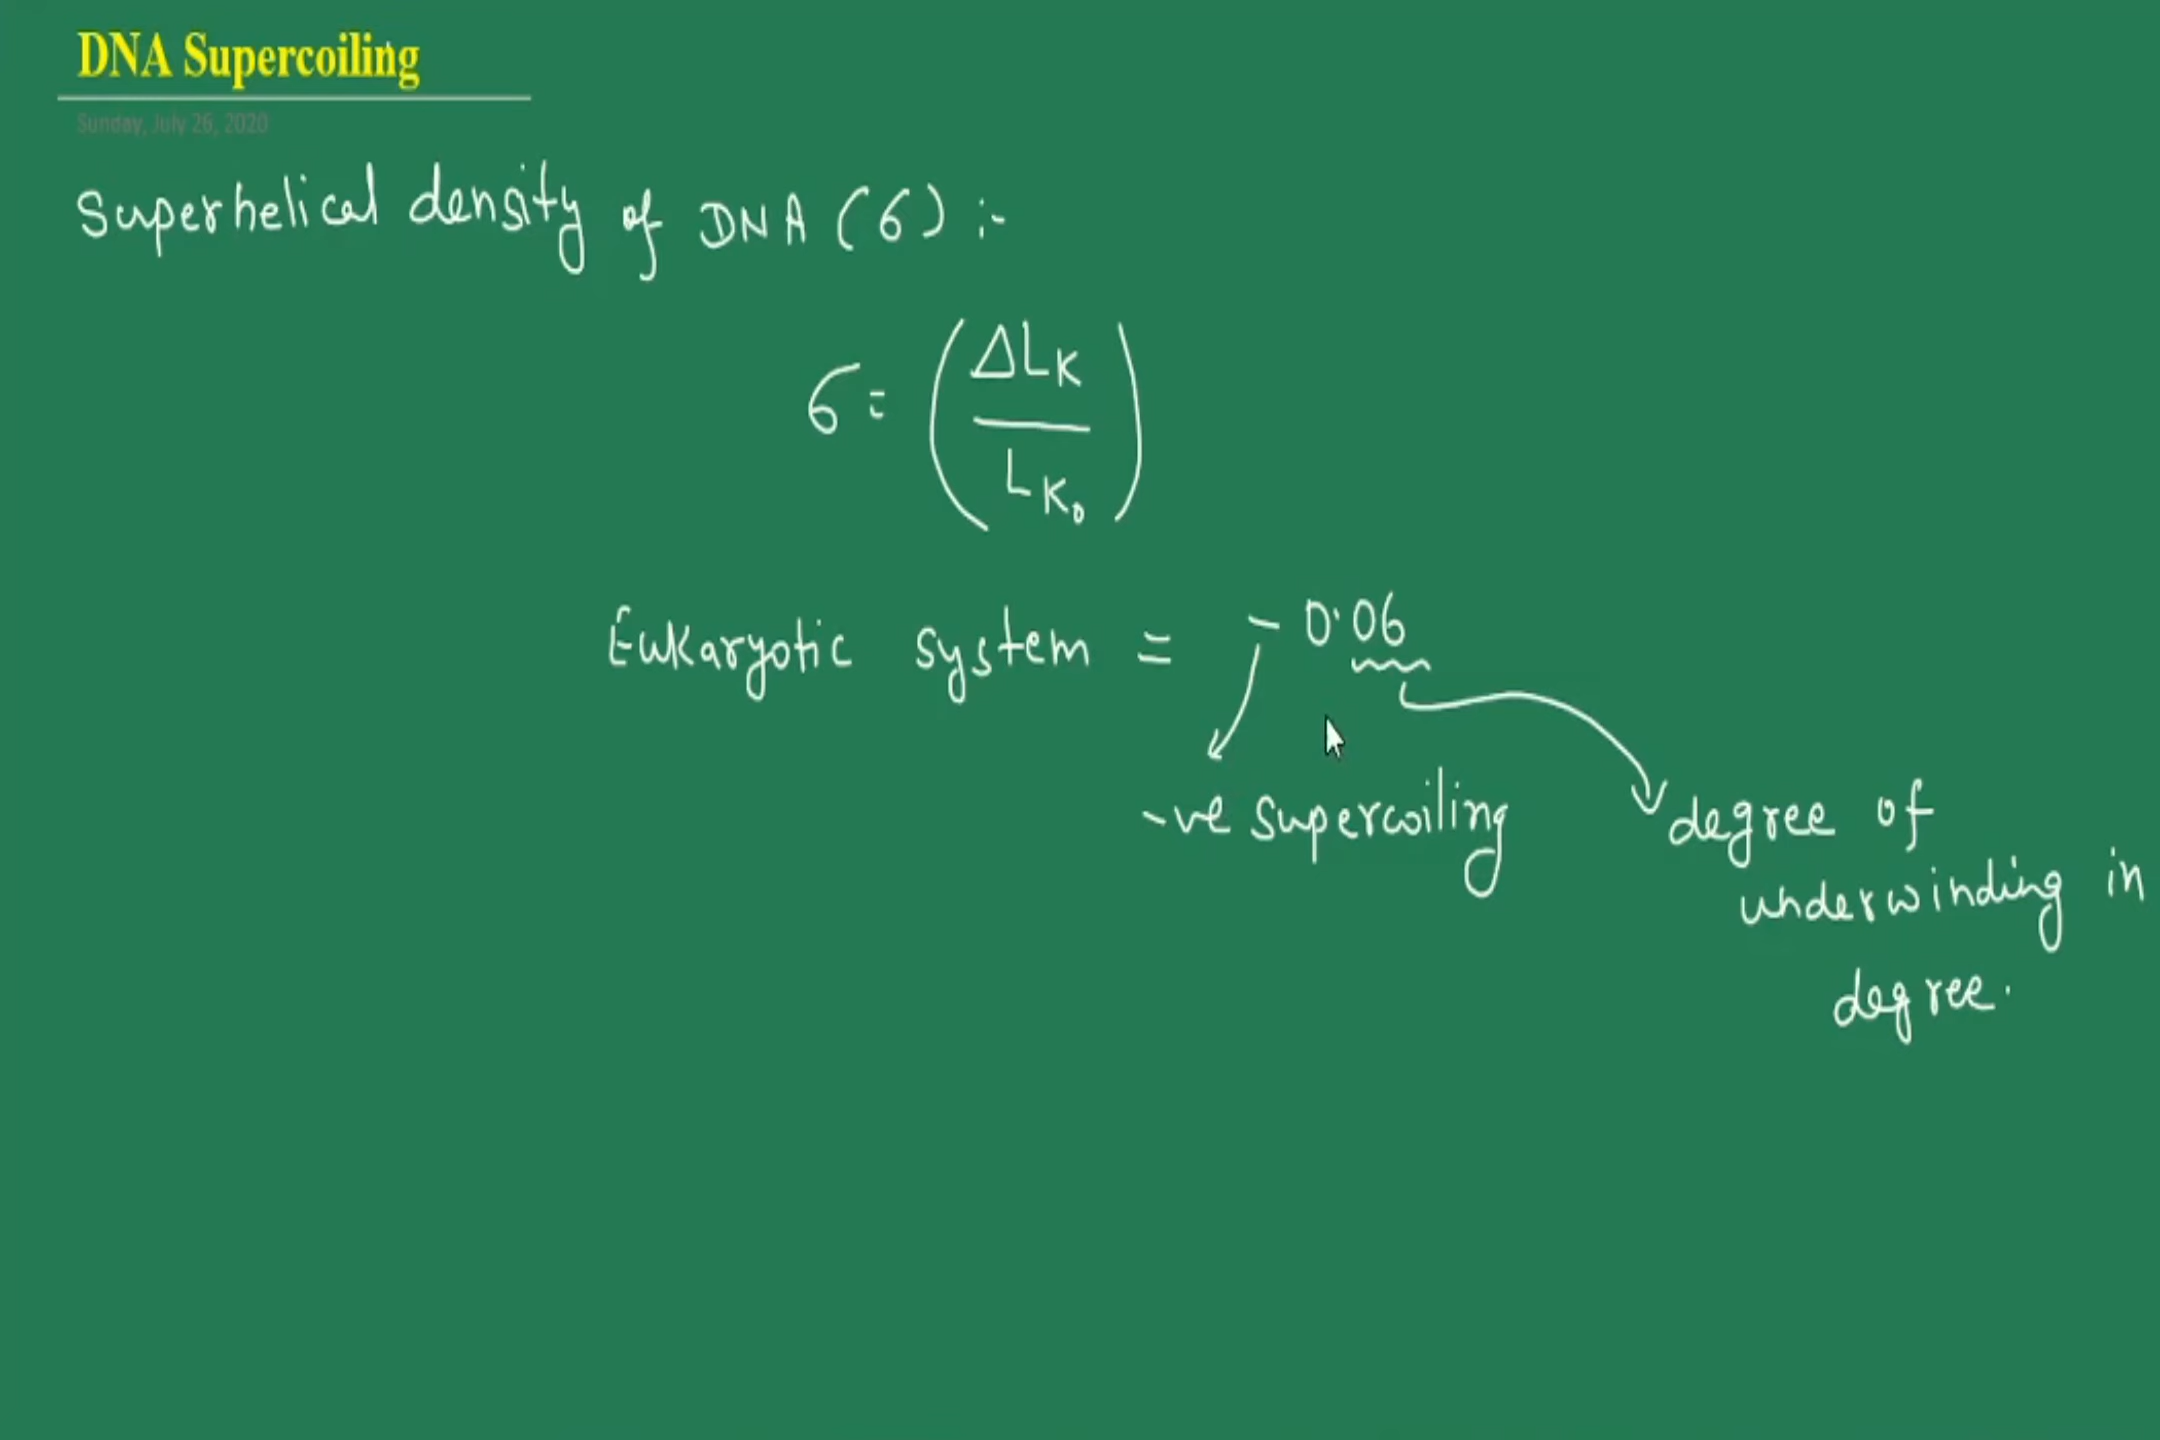 DNA Supercoiling
Sunday, July 26, 2020
Superhelical density of DNA (б) :-
б = (ΔLK / LK₀)
Eukaryotic system = - 0.06
-ve supercoiling
degree of
underwinding in
degree.